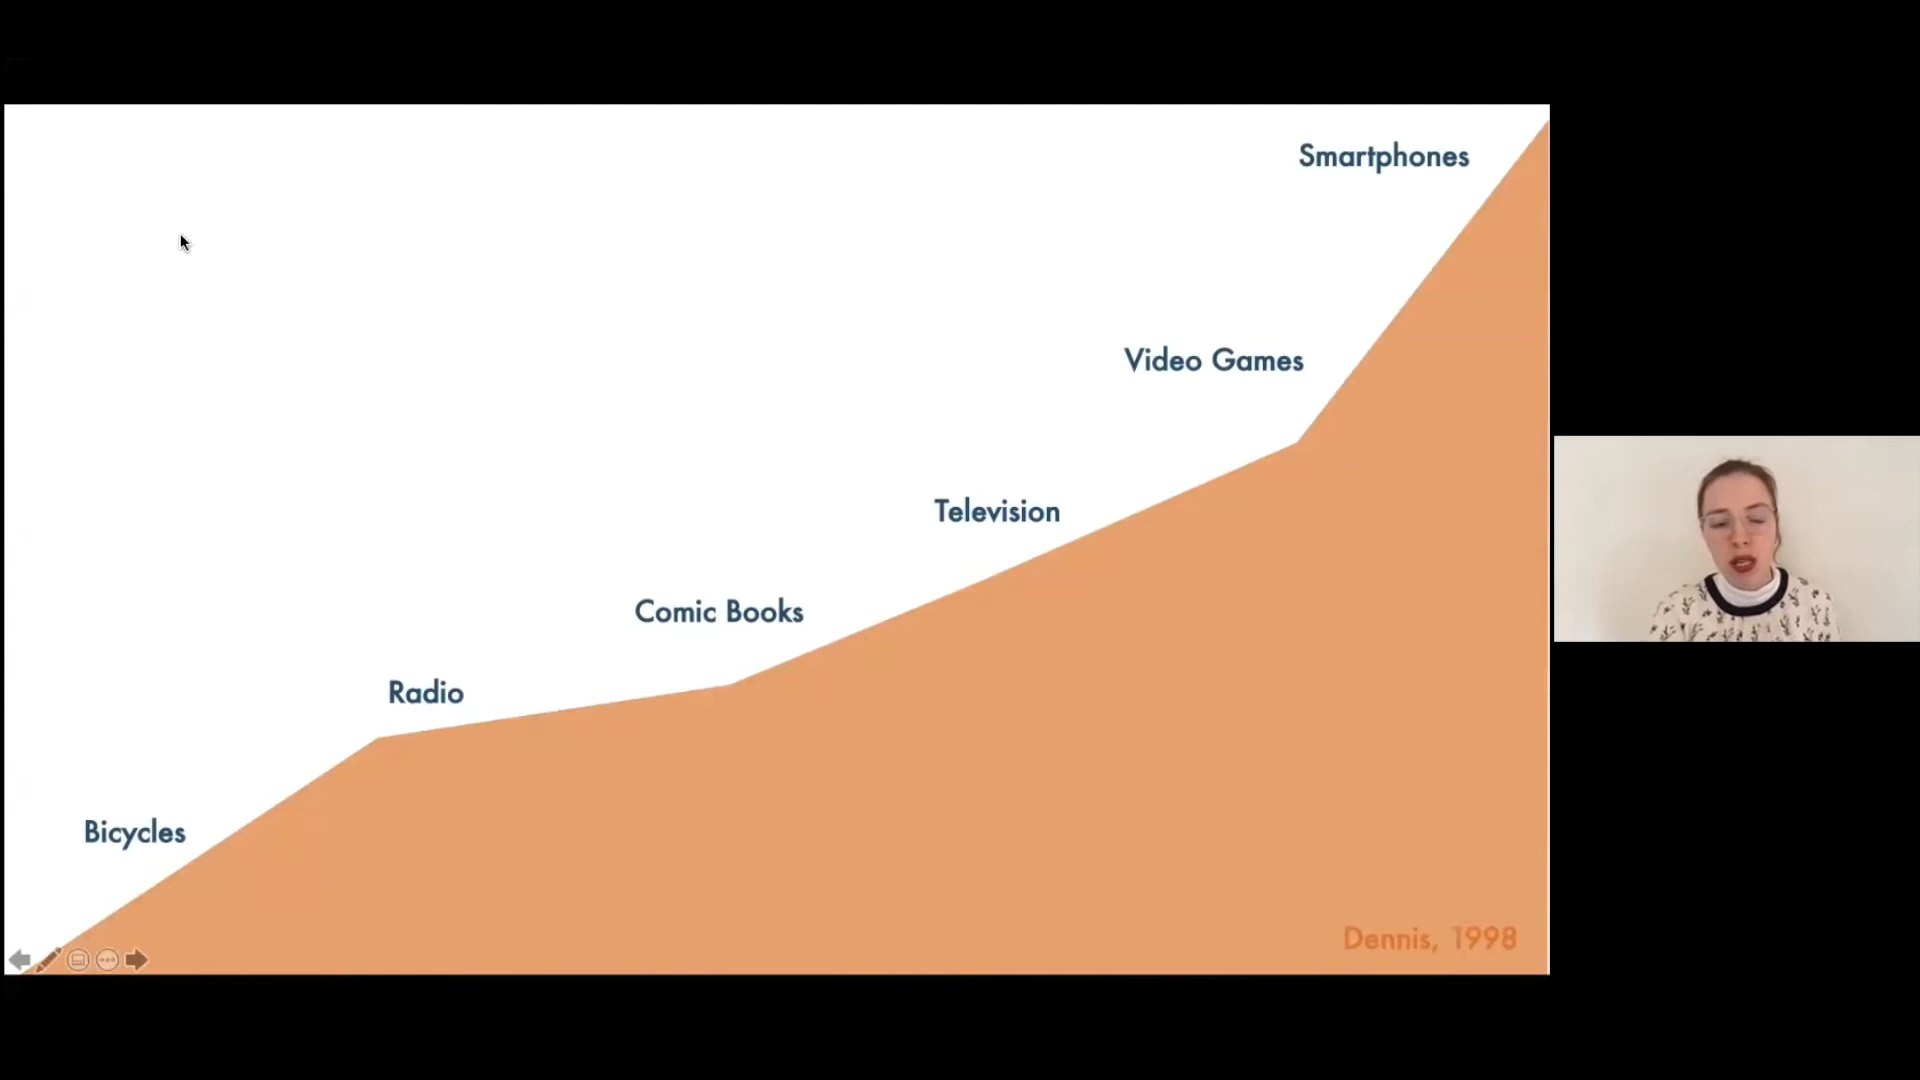 Smartphones
Video Games
Television
Comic Books
Radio
Bicycles
Dennis, 1998